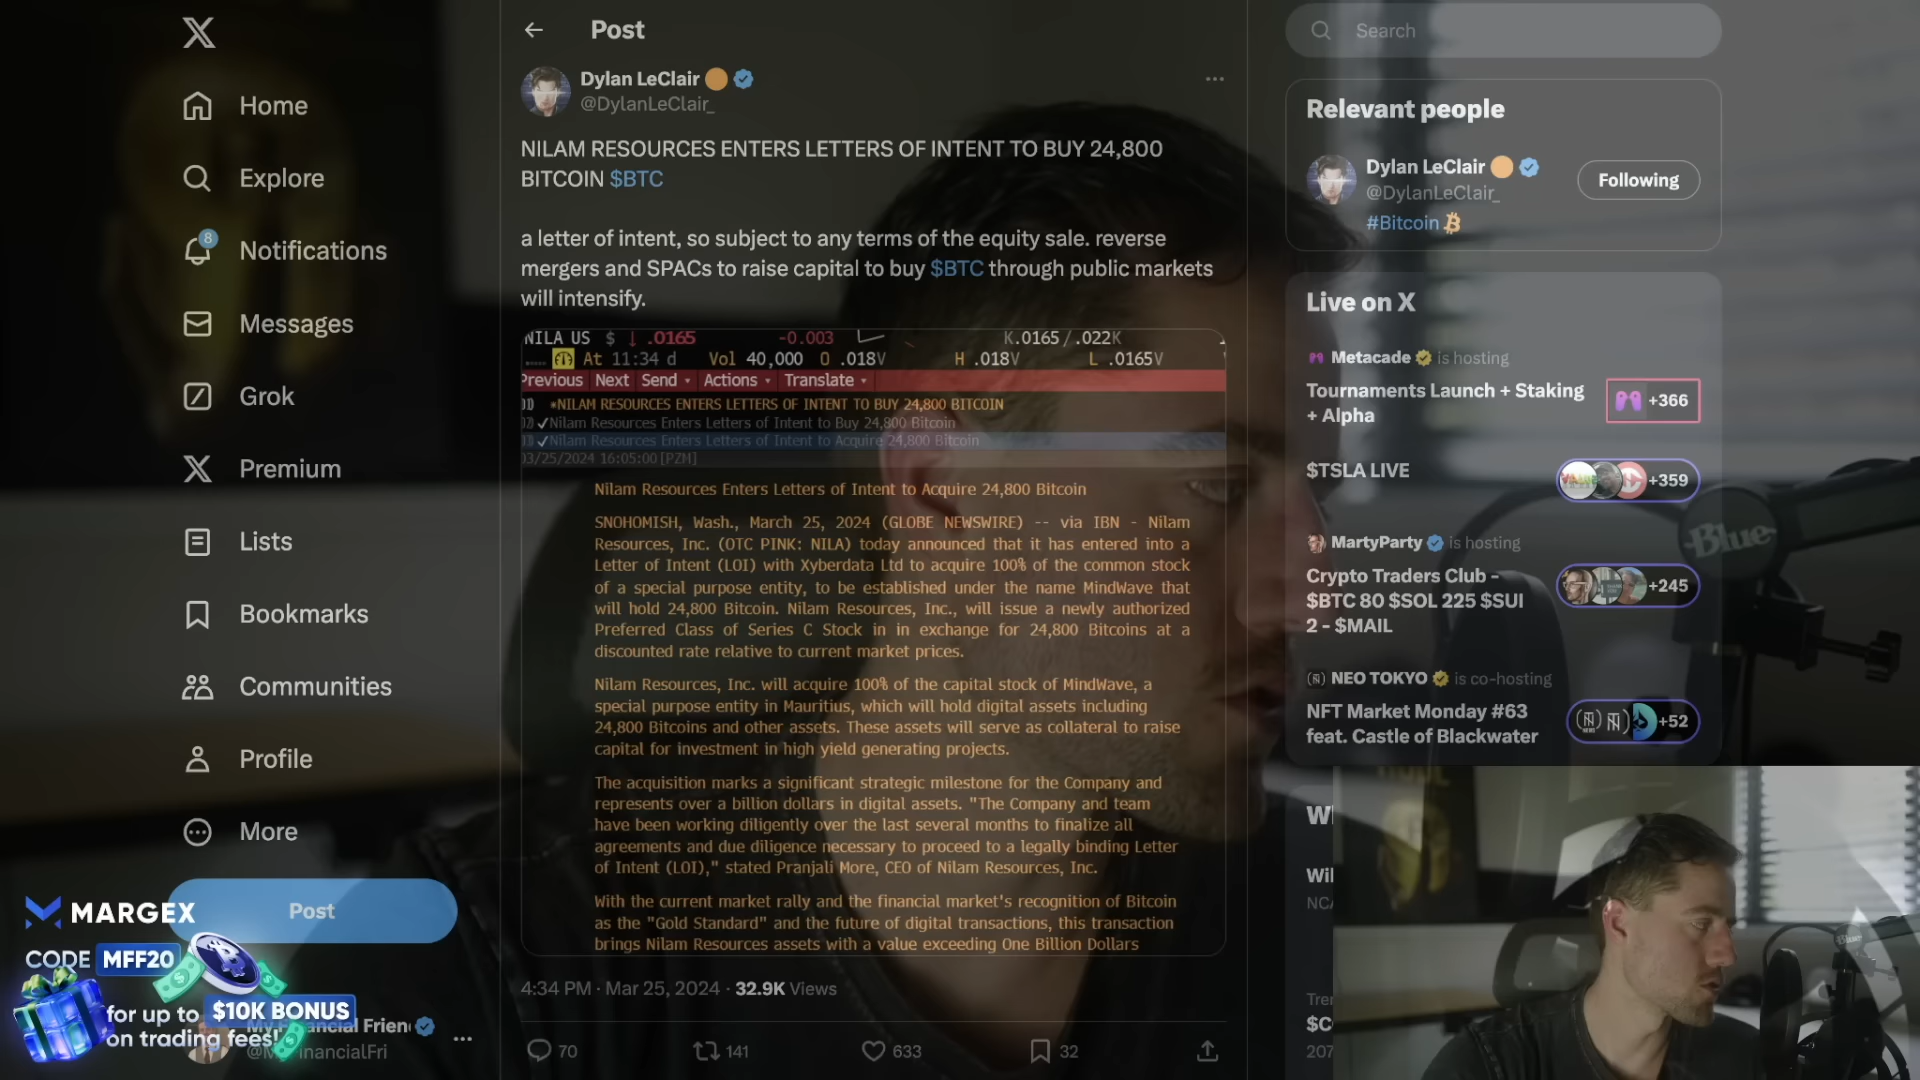 Home
Explore
8
Notifications
Messages
Grok
Premium
Lists
Bookmarks
Communities
Profile
More
Post
MARGEX
CODE MFF20
for up to $10K BONUS
on trading fees!
Post
Dylan LeClair
@DylanLeClair_
NILAM RESOURCES ENTERS LETTERS OF INTENT TO BUY 24,800
BITCOIN $BTC
a letter of intent, so subject to any terms of the equity sale. reverse
mergers and SPACs to raise capital to buy $BTC through public markets
will intensify.
NILA US $ ↓ .0165 -0.003 K.0165/.022K
At 11:34 d Vol 40,000 O .018V H .018V L .0165V
Previous Next Send Actions Translate
*NILAM RESOURCES ENTERS LETTERS OF INTENT TO BUY 24,800 BITCOIN
✓Nilam Resources Enters Letters of Intent to Buy 24,800 Bitcoin
✓Nilam Resources Enters Letters of Intent to Acquire 24,800 Bitcoin
03/25/2024 16:05:00[PZM]
Nilam Resources Enters Letters of Intent to Acquire 24,800 Bitcoin
SNOHOMISH, Wash., March 25, 2024 (GLOBE NEWSWIRE) -- via IBN - Nilam
Resources, Inc. (OTC PINK: NILA) today announced that it has entered into a
Letter of Intent (LOI) with Xyberdata Ltd to acquire 100% of the common stock
of a special purpose entity, to be established under the name MindWave that
will hold 24,800 Bitcoin. Nilam Resources, Inc., will issue a newly authorized
Preferred Class of Series C Stock in in exchange for 24,800 Bitcoins at a
discounted rate relative to current market prices.
Nilam Resources, Inc. will acquire 100% of the capital stock of MindWave, a
special purpose entity in Mauritius, which will hold digital assets including
24,800 Bitcoins and other assets. These assets will serve as collateral to raise
capital for investment in high yield generating projects.
The acquisition marks a significant strategic milestone for the Company and
represents over a billion dollars in digital assets. "The Company and team
have been working diligently over the last several months to finalize all
agreements and due diligence necessary to proceed to a legally binding Letter
of Intent (LOI)," stated Pranjali More, CEO of Nilam Resources, Inc.
With the current market rally and the financial market's recognition of Bitcoin
as the "Gold Standard" and the future of digital transactions, this transaction
brings Nilam Resources assets with a value exceeding One Billion Dollars
4:34 PM · Mar 25, 2024 · 32.9K Views
70 141 633 32
Search
Relevant people
Dylan LeClair
@DylanLeClair_
Following
#Bitcoin
Live on X
Metacade is hosting
Tournaments Launch + Staking
+ Alpha
+366
$TSLA LIVE
+359
MartyParty is hosting
Crypto Traders Club -
$BTC 80 $SOL 225 $SUI
2 - $MAIL
+245
NEO TOKYO is co-hosting
NFT Market Monday #63
feat. Castle of Blackwater
+52
Blue